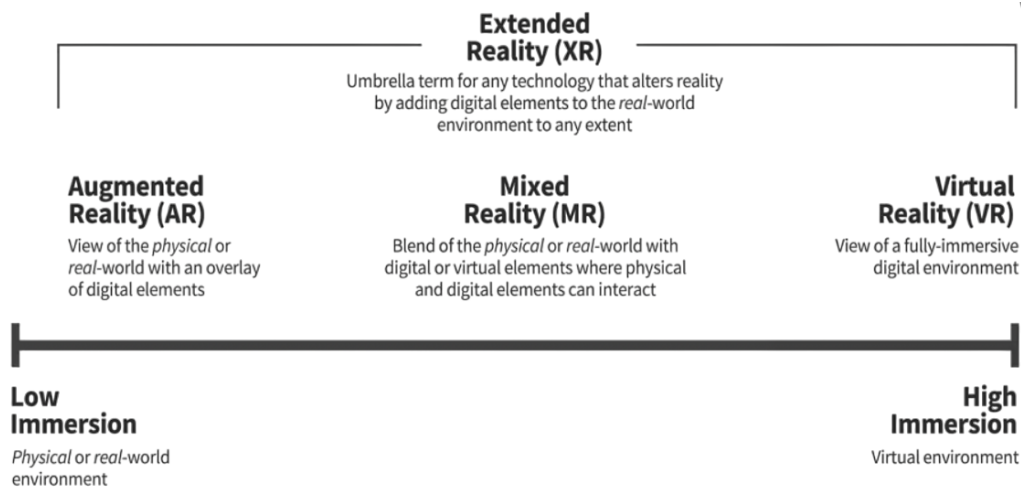 Extended
Reality (XR)
Umbrella term for any technology that alters reality
by adding digital elements to the real-world
environment to any extent
Augmented
Reality (AR)
View of the physical or
real-world with an overlay
of digital elements
Mixed
Reality (MR)
Blend of the physical or real-world with
digital or virtual elements where physical
and digital elements can interact
Virtual
Reality (VR)
View of a fully-immersive
digital environment
Low
Immersion
Physical or real-world
environment
High
Immersion
Virtual environment